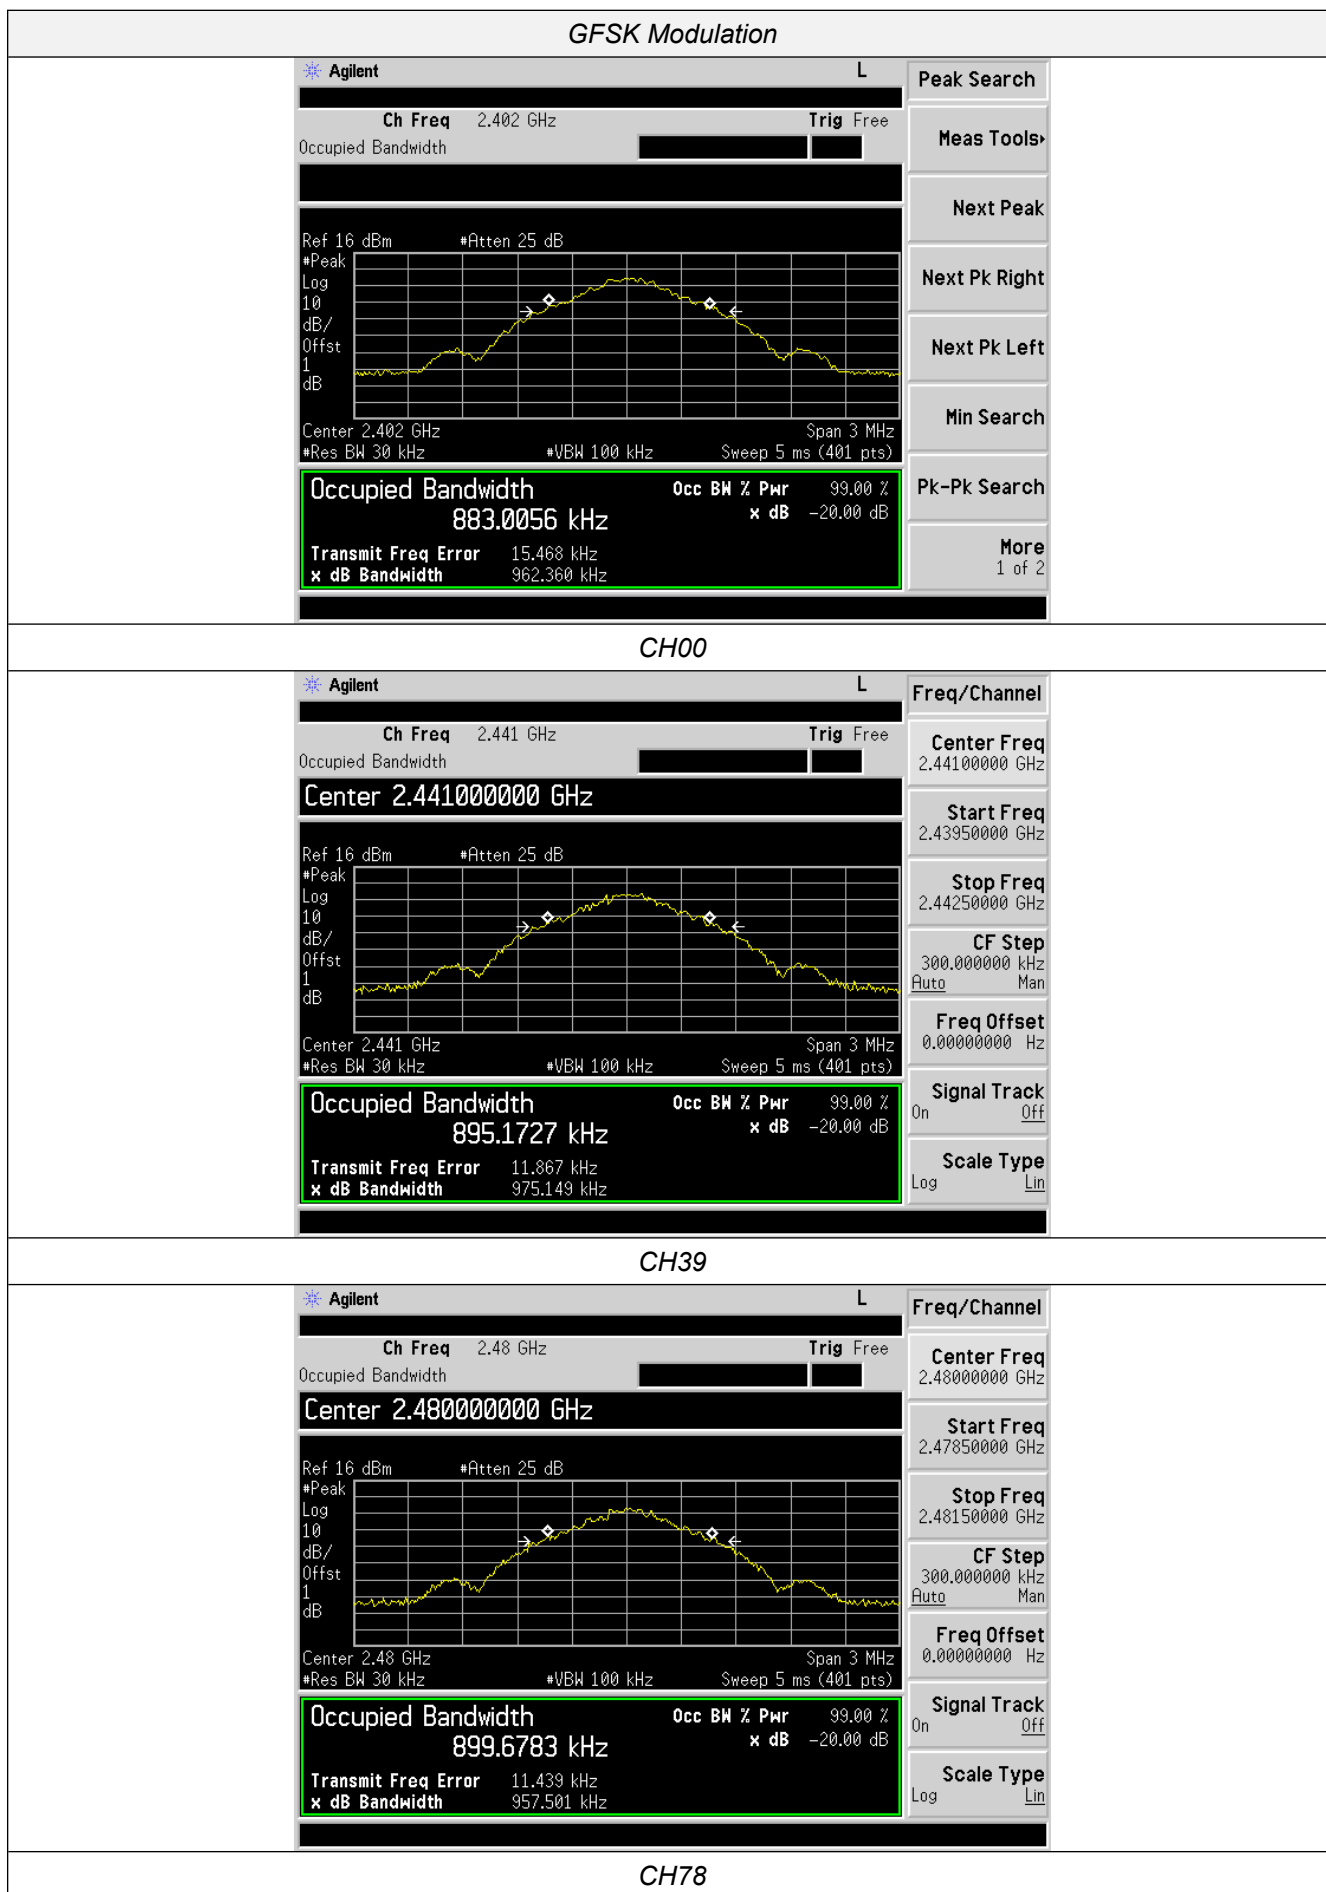 GFSK Modulation
Agilent L
Peak Search
Ch Freq 2.402 GHz Trig Free
Occupied Bandwidth
Meas Tools
Next Peak
Next Pk Right
Next Pk Left
Min Search
Pk-Pk Search
More
1 of 2
Ref 16 dBm #Atten 25 dB
#Peak
Log
10
dB/
Offst
1
dB
Center 2.402 GHz Span 3 MHz
#Res BW 30 kHz #VBW 100 kHz Sweep 5 ms (401 pts)
Occupied Bandwidth Occ BW % Pwr 99.00 %
883.0056 kHz x dB -20.00 dB
Transmit Freq Error 15.468 kHz
x dB Bandwidth 962.360 kHz
CH00
Agilent L
Freq/Channel
Ch Freq 2.441 GHz Trig Free
Occupied Bandwidth
Center 2.441000000 GHz
Center Freq
2.44100000 GHz
Start Freq
2.43950000 GHz
Stop Freq
2.44250000 GHz
CF Step
300.000000 kHz
Auto Man
Freq Offset
0.00000000 Hz
Signal Track
On Off
Scale Type
Log Lin
Ref 16 dBm #Atten 25 dB
#Peak
Log
10
dB/
Offst
1
dB
Center 2.441 GHz Span 3 MHz
#Res BW 30 kHz #VBW 100 kHz Sweep 5 ms (401 pts)
Occupied Bandwidth Occ BW % Pwr 99.00 %
895.1727 kHz x dB -20.00 dB
Transmit Freq Error 11.867 kHz
x dB Bandwidth 975.149 kHz
CH39
Agilent L
Freq/Channel
Ch Freq 2.48 GHz Trig Free
Occupied Bandwidth
Center 2.480000000 GHz
Center Freq
2.48000000 GHz
Start Freq
2.47850000 GHz
Stop Freq
2.48150000 GHz
CF Step
300.000000 kHz
Auto Man
Freq Offset
0.00000000 Hz
Signal Track
On Off
Scale Type
Log Lin
Ref 16 dBm #Atten 25 dB
#Peak
Log
10
dB/
Offst
1
dB
Center 2.48 GHz Span 3 MHz
#Res BW 30 kHz #VBW 100 kHz Sweep 5 ms (401 pts)
Occupied Bandwidth Occ BW % Pwr 99.00 %
899.6783 kHz x dB -20.00 dB
Transmit Freq Error 11.439 kHz
x dB Bandwidth 957.501 kHz
CH78